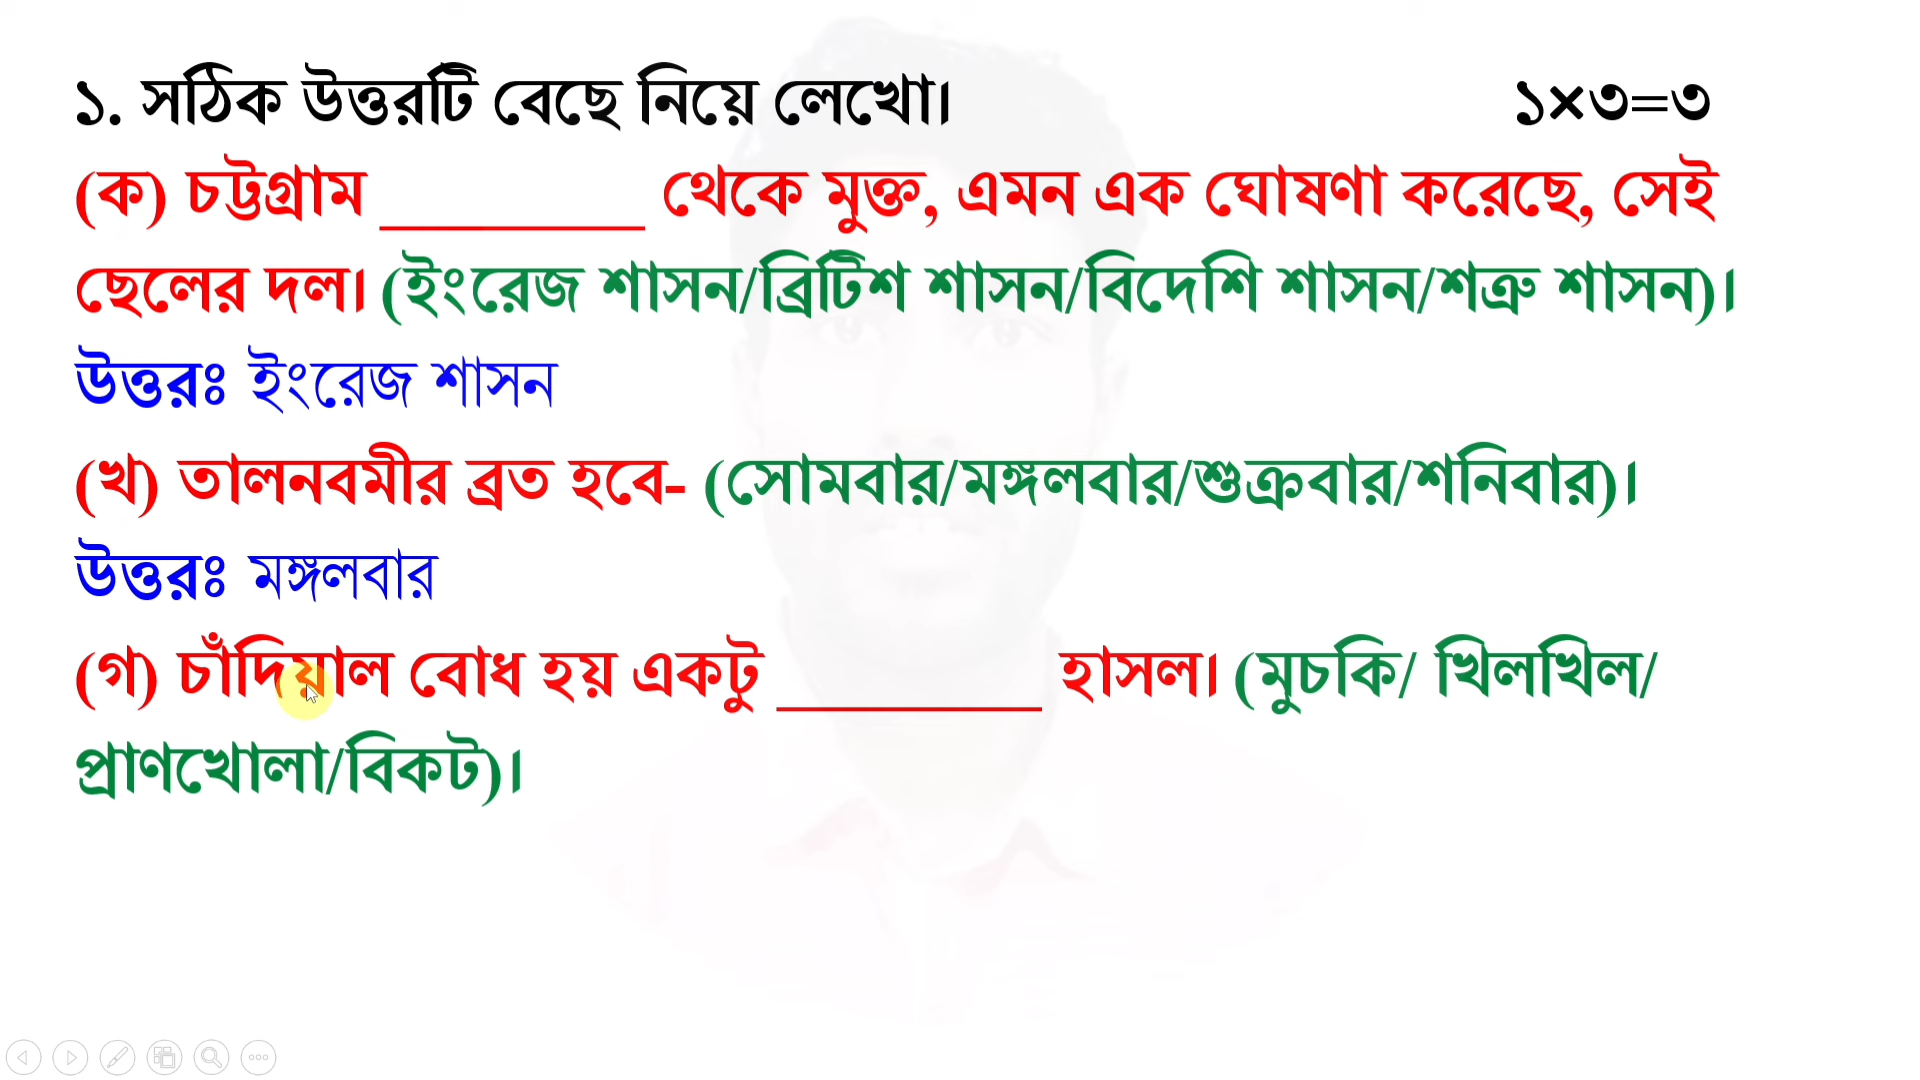 ১. সঠিক উত্তরটি বেছে নিয়ে লেখো। ১×৩=৩
(ক) চট্টগ্রাম ________ থেকে মুক্ত, এমন এক ঘোষণা করেছে, সেই
ছেলের দল। (ইংরেজ শাসন/ব্রিটিশ শাসন/বিদেশি শাসন/শত্রু শাসন)।
উত্তরঃ ইংরেজ শাসন
(খ) তালনবমীর ব্রত হবে- (সোমবার/মঙ্গলবার/শুক্রবার/শনিবার)।
উত্তরঃ মঙ্গলবার
(গ) চাঁদিয়াল বোধ হয় একটু ________ হাসল। (মুচকি/ খিলখিল/
প্রাণখোলা/বিকট)।